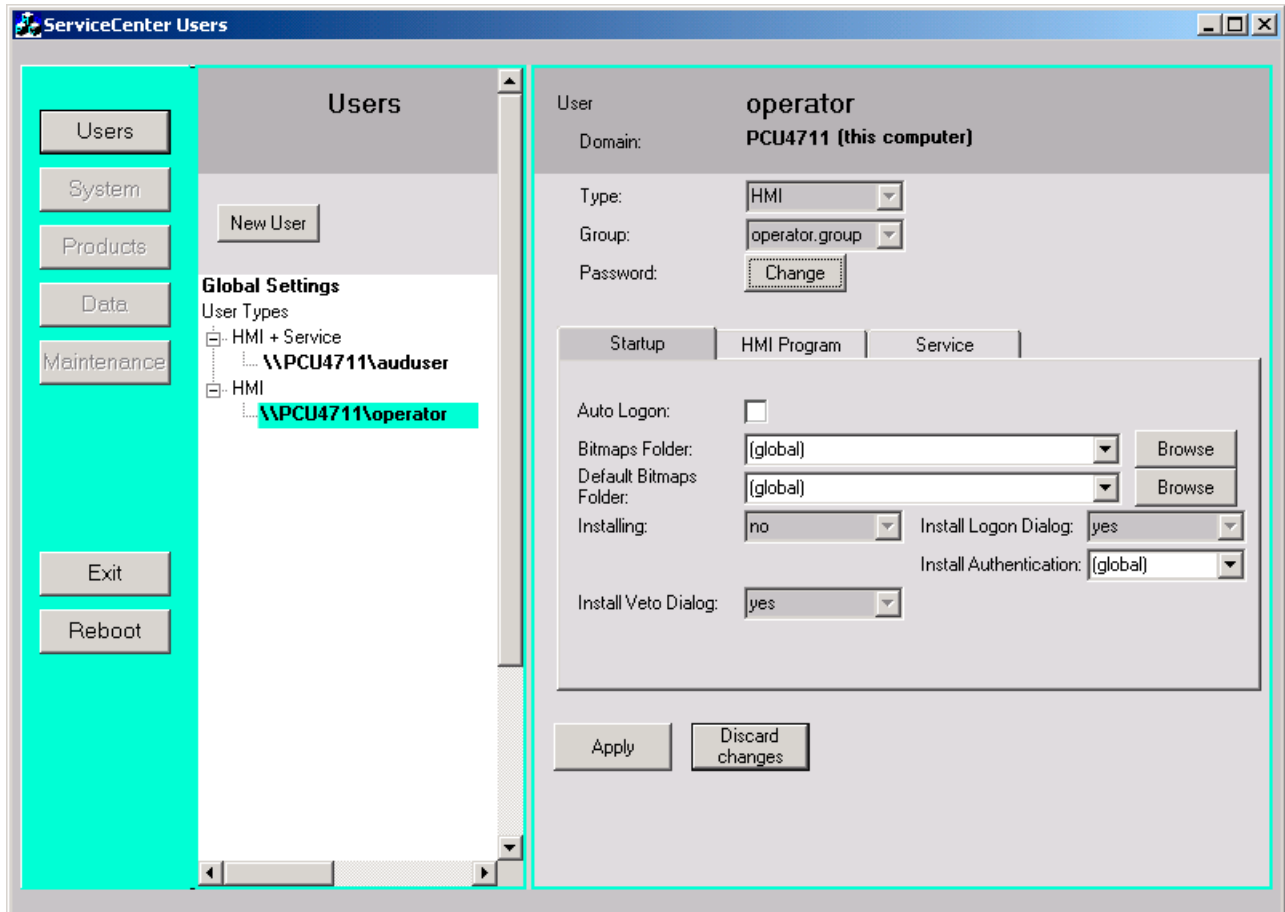 ServiceCenter Users
Users
System
Products
Data
Maintenance
Exit
Reboot
Users
New User
Global Settings
User Types
HMI + Service
\\PCU4711\auduser
HMI
\\PCU4711\operator
User operator
Domain: PCU4711 (this computer)
Type: HMI
Group: operator.group
Password: Change
Startup HMI Program Service
Auto Logon:
Bitmaps Folder: (global) Browse
Default Bitmaps
Folder: (global) Browse
Installing: no Install Logon Dialog: yes
Install Authentication: (global)
Install Veto Dialog: yes
Apply
Discard
changes